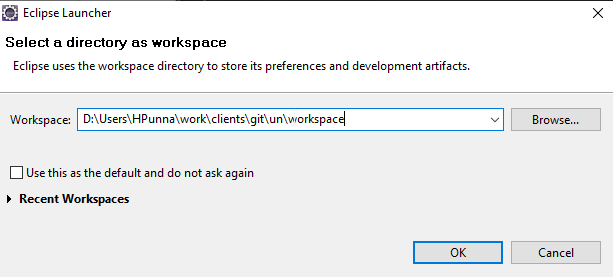 Eclipse Launcher
Select a directory as workspace
Eclipse uses the workspace directory to store its preferences and development artifacts.
Workspace: D:\Users\HPunna\work\clients\git\un\workspace Browse...
Use this as the default and do not ask again
Recent Workspaces
OK Cancel